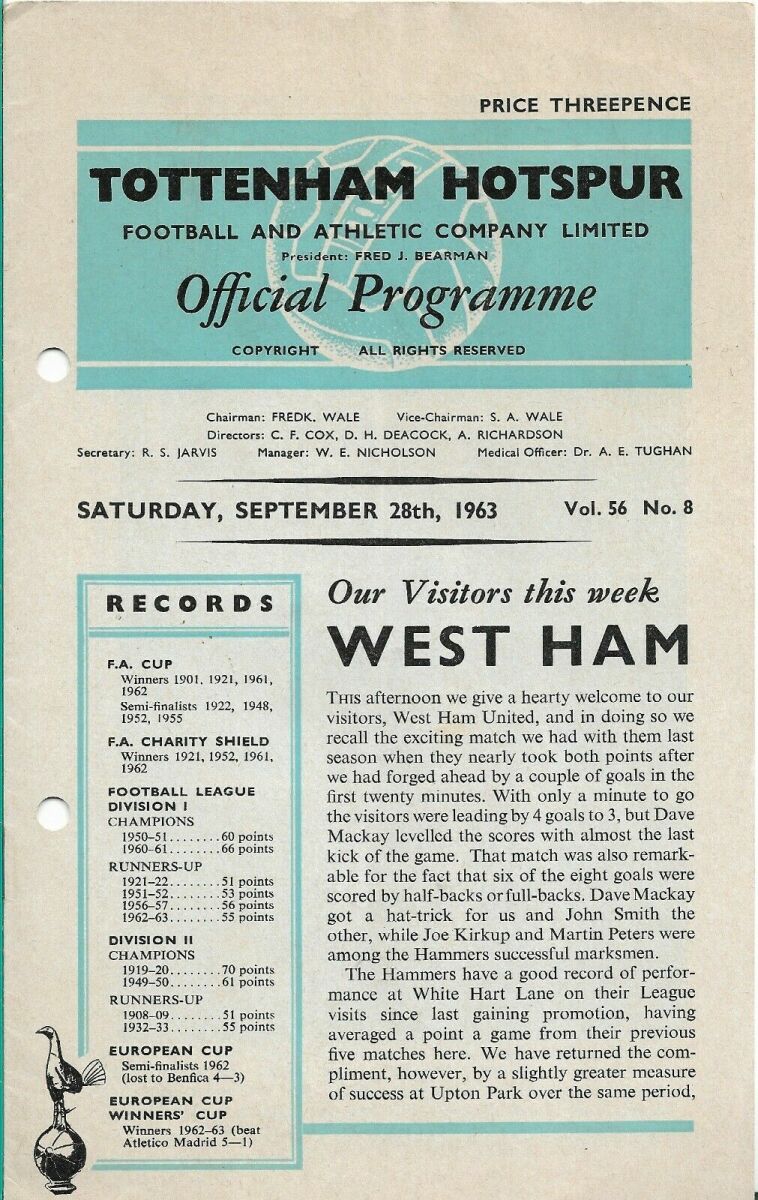 PRICE THREEPENCE
TOTTENHAM HOTSPUR
FOOTBALL AND ATHLETIC COMPANY LIMITED
President: FRED J. BEARMAN
Official Programme
COPYRIGHT ALL RIGHTS RESERVED
Chairman: FREDK. WALE Vice-Chairman: S. A. WALE
Directors: C. F. COX, D. H. DEACOCK, A. RICHARDSON
Secretary: R. S. JARVIS Manager: W. E. NICHOLSON Medical Officer: Dr. A. E. TUGHAN
SATURDAY, SEPTEMBER 28th, 1963 Vol. 56 No. 8
RECORDS
F.A. CUP
Winners 1901, 1921, 1961,
1962
Semi-finalists 1922, 1948,
1952, 1955
F.A. CHARITY SHIELD
Winners 1921, 1952, 1961,
1962
FOOTBALL LEAGUE
DIVISION I
CHAMPIONS
1950-51........60 points
1960-61........66 points
RUNNERS-UP
1921-22........51 points
1951-52........53 points
1956-57........56 points
1962-63........55 points
DIVISION II
CHAMPIONS
1919-20........70 points
1949-50........61 points
RUNNERS-UP
1908-09........51 points
1932-33........55 points
EUROPEAN CUP
Semi-finalists 1962
(lost to Benfica 4—3)
EUROPEAN CUP
WINNERS' CUP
Winners 1962-63 (beat
Atletico Madrid 5—1)
Our Visitors this week
WEST HAM
THIS afternoon we give a hearty welcome to our
visitors, West Ham United, and in doing so we
recall the exciting match we had with them last
season when they nearly took both points after
we had forged ahead by a couple of goals in the
first twenty minutes. With only a minute to go
the visitors were leading by 4 goals to 3, but Dave
Mackay levelled the scores with almost the last
kick of the game. That match was also remark-
able for the fact that six of the eight goals were
scored by half-backs or full-backs. Dave Mackay
got a hat-trick for us and John Smith the
other, while Joe Kirkup and Martin Peters were
among the Hammers successful marksmen.
The Hammers have a good record of perfor-
mance at White Hart Lane on their League
visits since last gaining promotion, having
averaged a point a game from their previous
five matches here. We have returned the com-
pliment, however, by a slightly greater measure
of success at Upton Park over the same period,